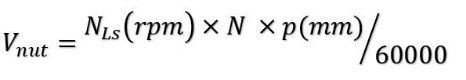 V_nut = N_Ls(rpm) × N × p(mm)/60000